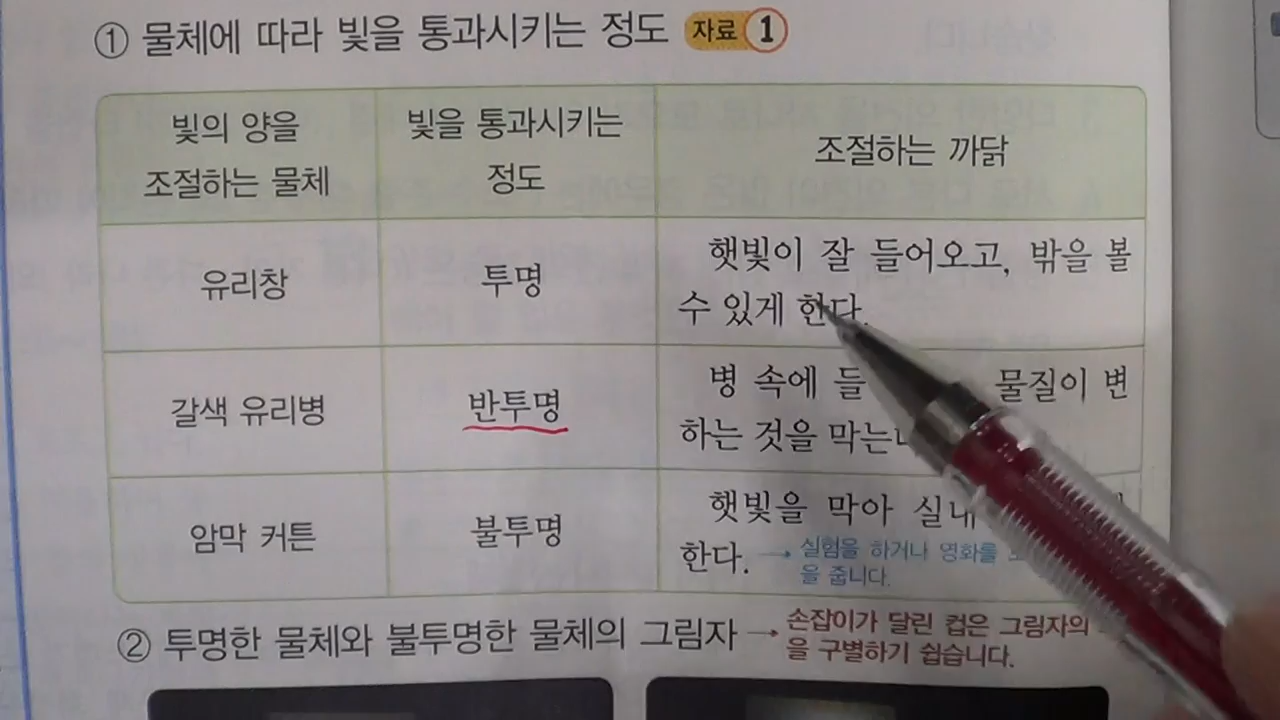 ① 물체에 따라 빛을 통과시키는 정도 자료 1
빛의 양을
조절하는 물체
빛을 통과시키는
정도
조절하는 까닭
유리창
투명
햇빛이 잘 들어오고, 밖을 볼
수 있게 한다.
갈색 유리병
반투명
병 속에 들 물질이 변
하는 것을 막는
암막 커튼
불투명
햇빛을 막아
한다. → 실험을 하거나 영화를
을 줍니다.
② 투명한 물체와 불투명한 물체의 그림자 → 손잡이가 달린 컵은 그림자의
을 구별하기 쉽습니다.